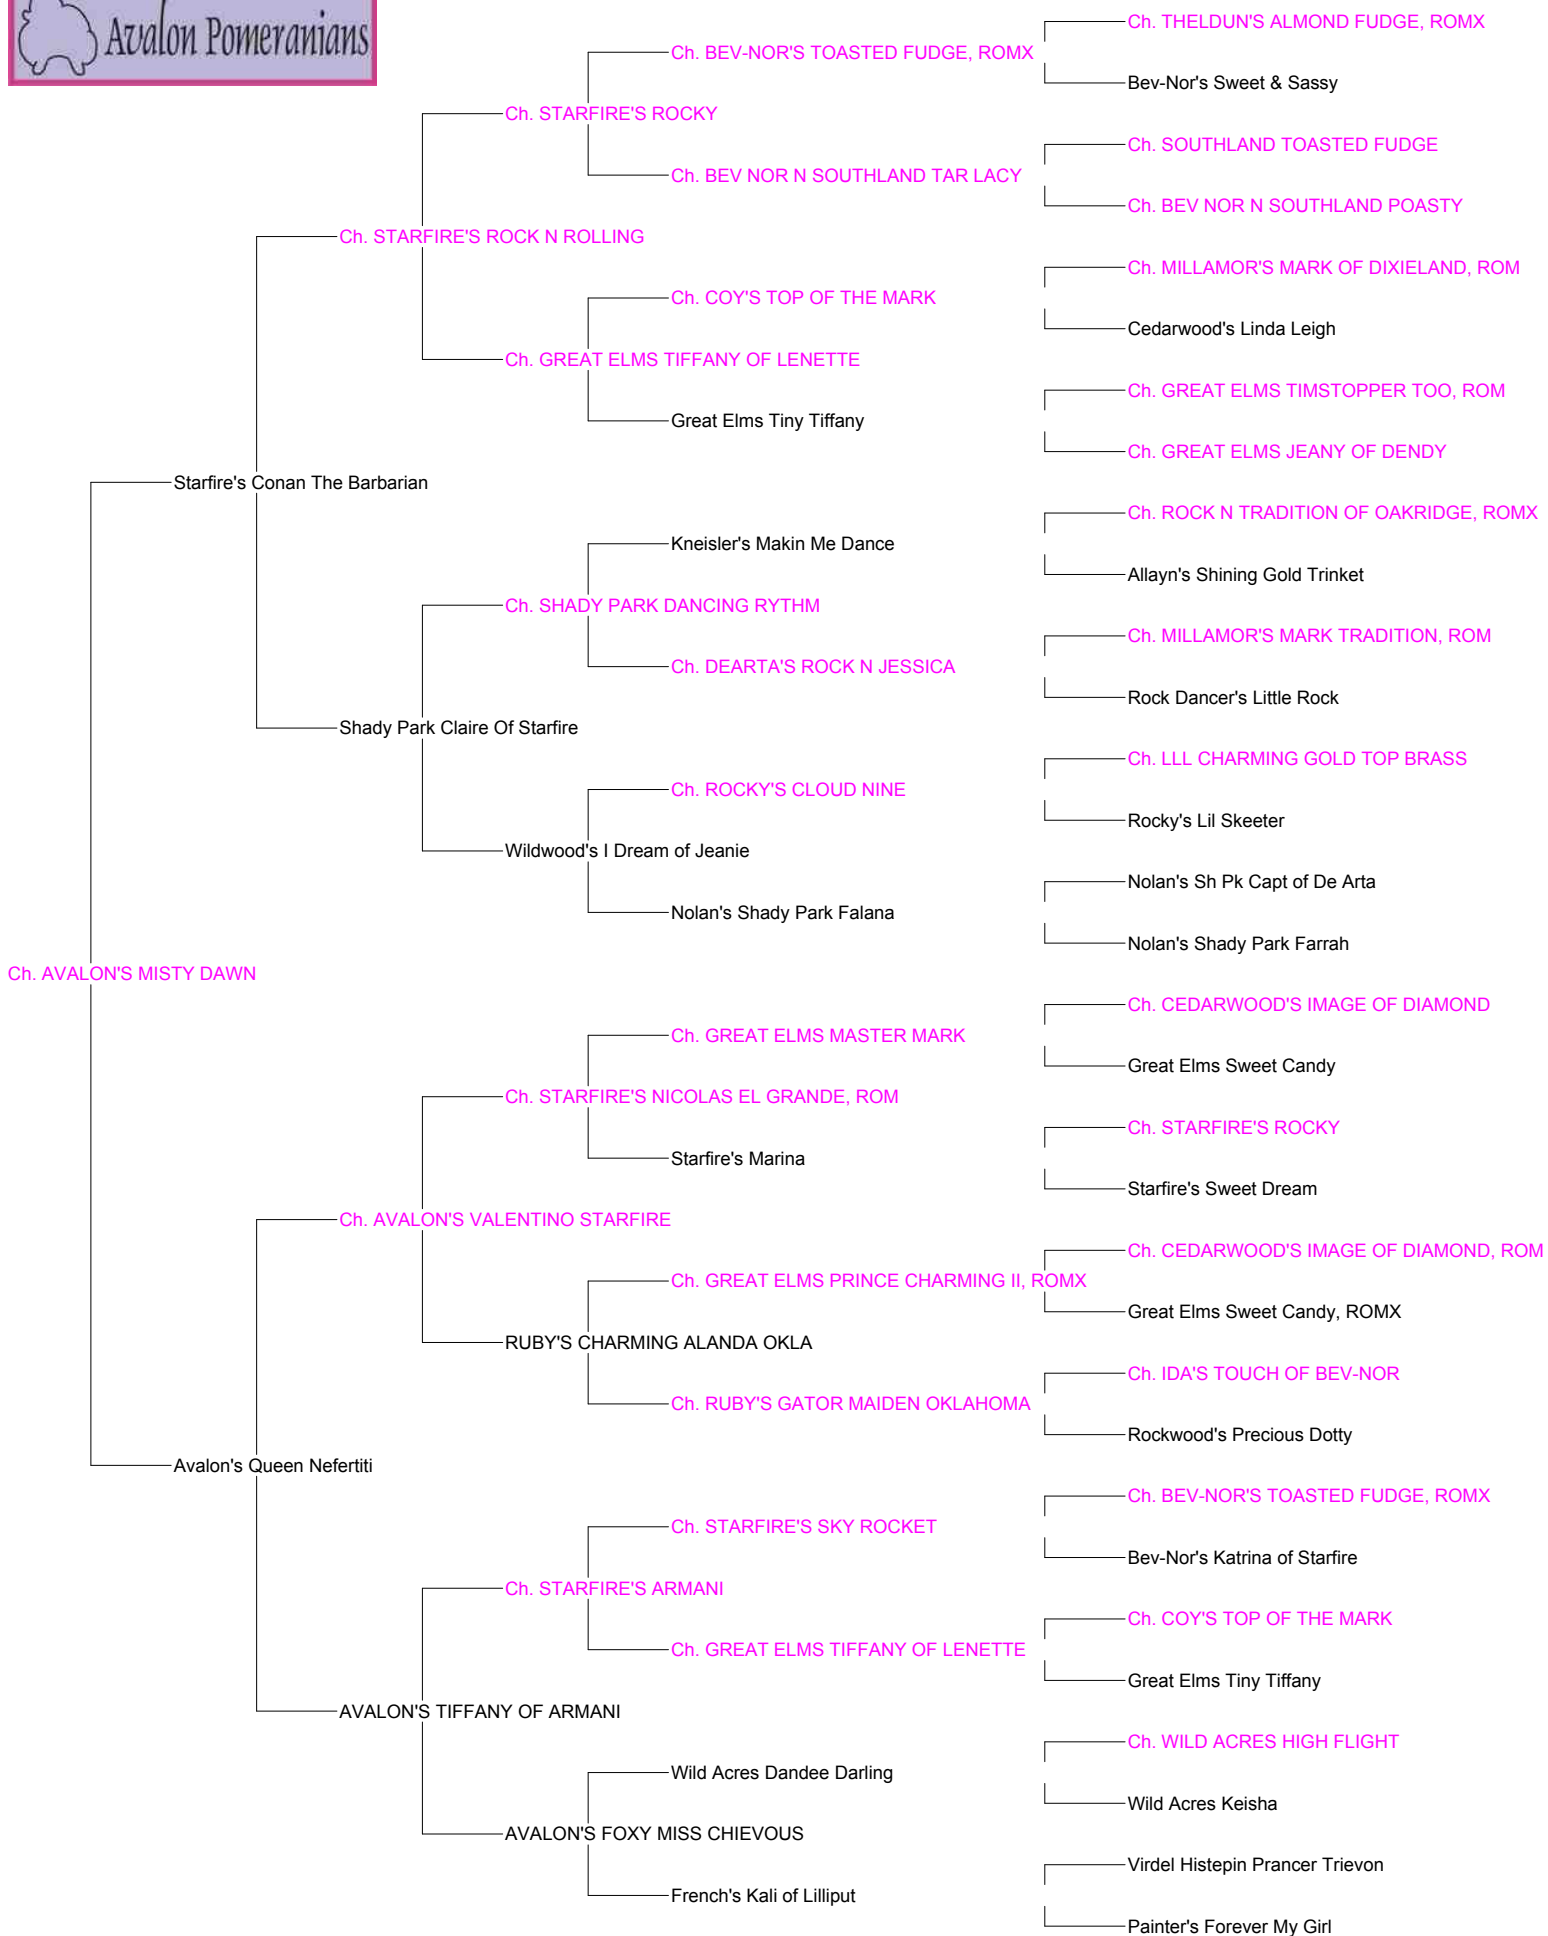 Avalon Pomeranians
Ch. THELDUN'S ALMOND FUDGE, ROMX
Ch. BEV-NOR'S TOASTED FUDGE, ROMX
Bev-Nor's Sweet & Sassy
Ch. STARFIRE'S ROCKY
Ch. SOUTHLAND TOASTED FUDGE
Ch. BEV NOR N SOUTHLAND TAR LACY
Ch. BEV NOR N SOUTHLAND POASTY
Ch. STARFIRE'S ROCK N ROLLING
Ch. MILLAMOR'S MARK OF DIXIELAND, ROM
Ch. COY'S TOP OF THE MARK
Cedarwood's Linda Leigh
Ch. GREAT ELMS TIFFANY OF LENETTE
Ch. GREAT ELMS TIMSTOPPER TOO, ROM
Great Elms Tiny Tiffany
Ch. GREAT ELMS JEANY OF DENDY
Starfire's Conan The Barbarian
Ch. ROCK N TRADITION OF OAKRIDGE, ROMX
Kneisler's Makin Me Dance
Allayn's Shining Gold Trinket
Ch. SHADY PARK DANCING RYTHM
Ch. MILLAMOR'S MARK TRADITION, ROM
Ch. DEARTA'S ROCK N JESSICA
Rock Dancer's Little Rock
Shady Park Claire Of Starfire
Ch. LLL CHARMING GOLD TOP BRASS
Ch. ROCKY'S CLOUD NINE
Rocky's Lil Skeeter
Wildwood's I Dream of Jeanie
Nolan's Sh Pk Capt of De Arta
Nolan's Shady Park Falana
Nolan's Shady Park Farrah
Ch. AVALON'S MISTY DAWN
Ch. CEDARWOOD'S IMAGE OF DIAMOND
Ch. GREAT ELMS MASTER MARK
Great Elms Sweet Candy
Ch. STARFIRE'S NICOLAS EL GRANDE, ROM
Ch. STARFIRE'S ROCKY
Starfire's Marina
Starfire's Sweet Dream
Ch. AVALON'S VALENTINO STARFIRE
Ch. CEDARWOOD'S IMAGE OF DIAMOND, ROM
Ch. GREAT ELMS PRINCE CHARMING II, ROMX
Great Elms Sweet Candy, ROMX
RUBY'S CHARMING ALANDA OKLA
Ch. IDA'S TOUCH OF BEV-NOR
Ch. RUBY'S GATOR MAIDEN OKLAHOMA
Rockwood's Precious Dotty
Avalon's Queen Nefertiti
Ch. BEV-NOR'S TOASTED FUDGE, ROMX
Ch. STARFIRE'S SKY ROCKET
Bev-Nor's Katrina of Starfire
Ch. STARFIRE'S ARMANI
Ch. COY'S TOP OF THE MARK
Ch. GREAT ELMS TIFFANY OF LENETTE
Great Elms Tiny Tiffany
AVALON'S TIFFANY OF ARMANI
Ch. WILD ACRES HIGH FLIGHT
Wild Acres Dandee Darling
Wild Acres Keisha
AVALON'S FOXY MISS CHIEVOUS
Virdel Histepin Prancer Trievon
French's Kali of Lilliput
Painter's Forever My Girl